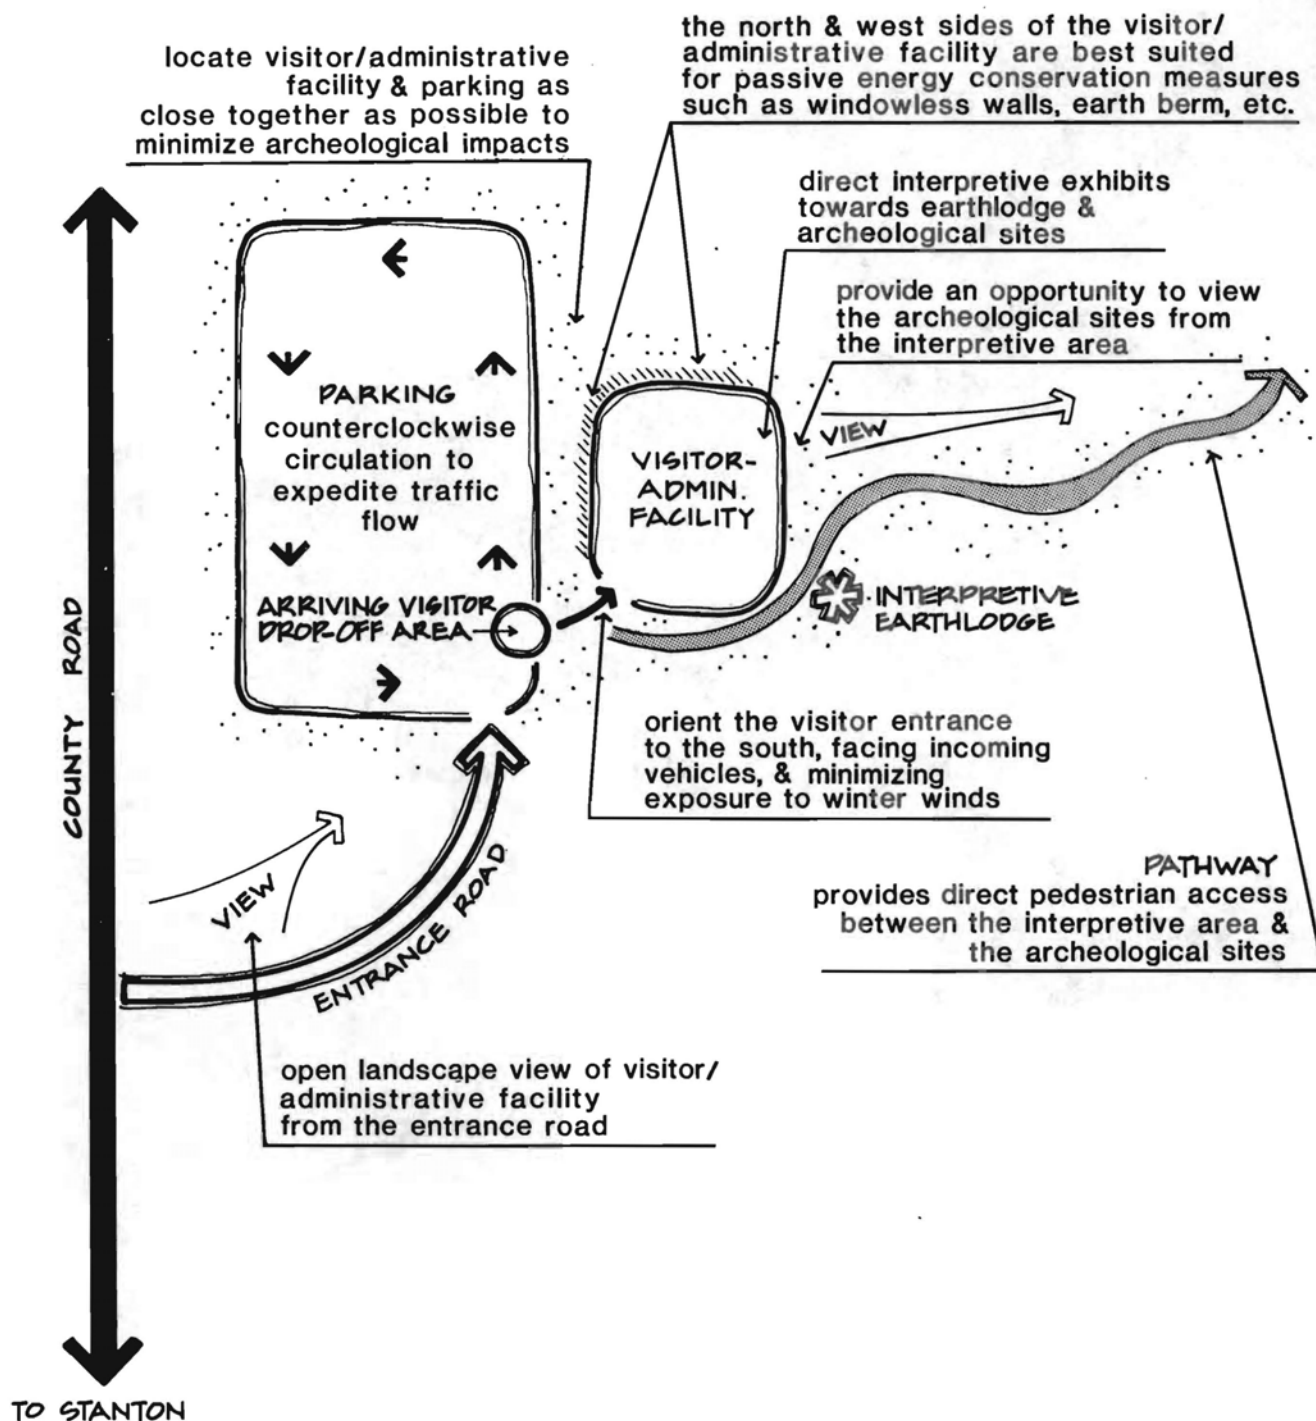 locate visitor/administrative
facility & parking as
close together as possible to
minimize archeological impacts
the north & west sides of the visitor/
administrative facility are best suited
for passive energy conservation measures
such as windowless walls, earth berm, etc.
direct interpretive exhibits
towards earthlodge &
archeological sites
provide an opportunity to view
the archeological sites from
the interpretive area
PARKING
counterclockwise
circulation to
expedite traffic
flow
ARRIVING VISITOR
DROP-OFF AREA
VISITOR-
ADMIN.
FACILITY
VIEW
INTERPRETIVE
EARTHLODGE
COUNTY ROAD
orient the visitor entrance
to the south, facing incoming
vehicles, & minimizing
exposure to winter winds
PATHWAY
provides direct pedestrian access
between the interpretive area &
the archeological sites
VIEW
ENTRANCE ROAD
open landscape view of visitor/
administrative facility
from the entrance road
TO STANTON